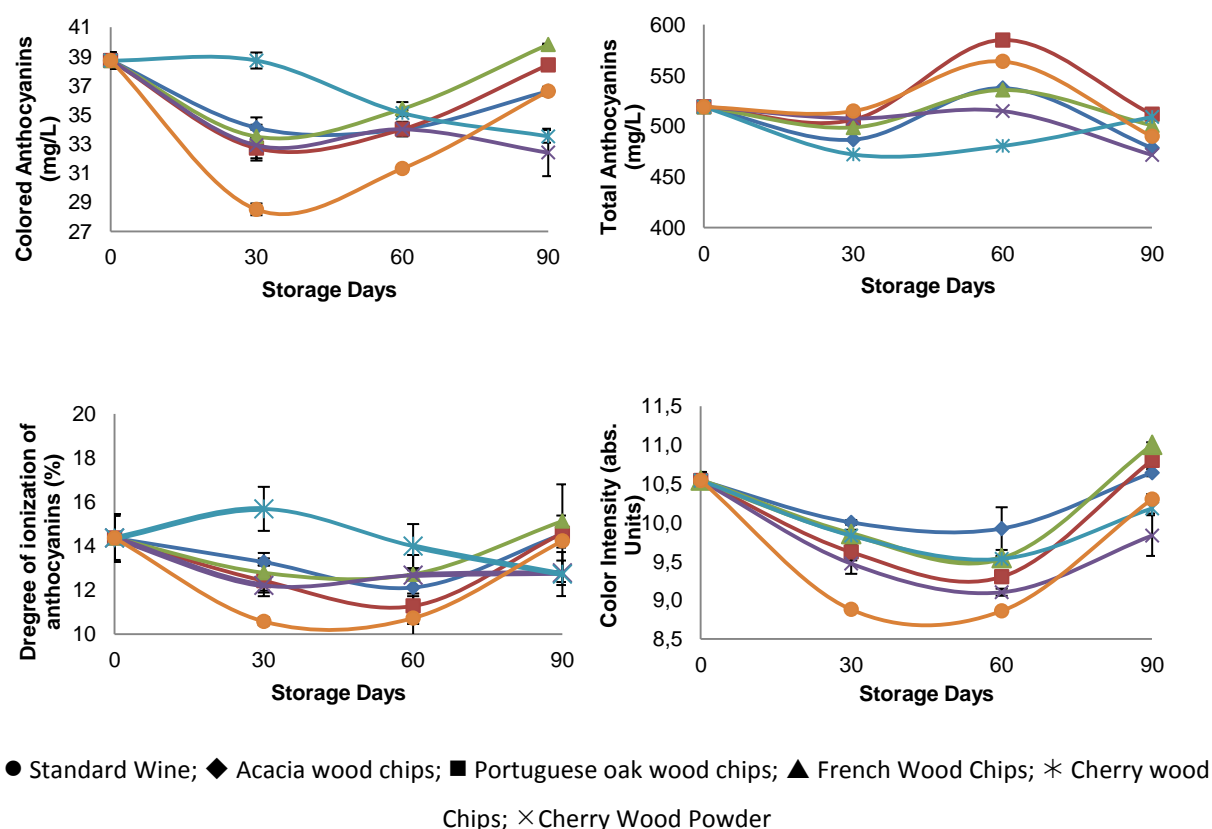 41
39
37
35
33
31
29
27
Colored Anthocyanins
(mg/L)
0 30 60 90
Storage Days
600
550
500
450
400
Total Anthocyanins
(mg/L)
0 30 60 90
Storage Days
20
18
16
14
12
10
Dregree of ionization of
anthocyanins (%)
0 30 60 90
Storage Days
11,5
11,0
10,5
10,0
9,5
9,0
8,5
Color Intensity (abs.
Units)
0 30 60 90
Storage Days
● Standard Wine; ◆ Acacia wood chips; ■ Portuguese oak wood chips; ▲ French Wood Chips; ✳ Cherry wood
Chips; ×Cherry Wood Powder